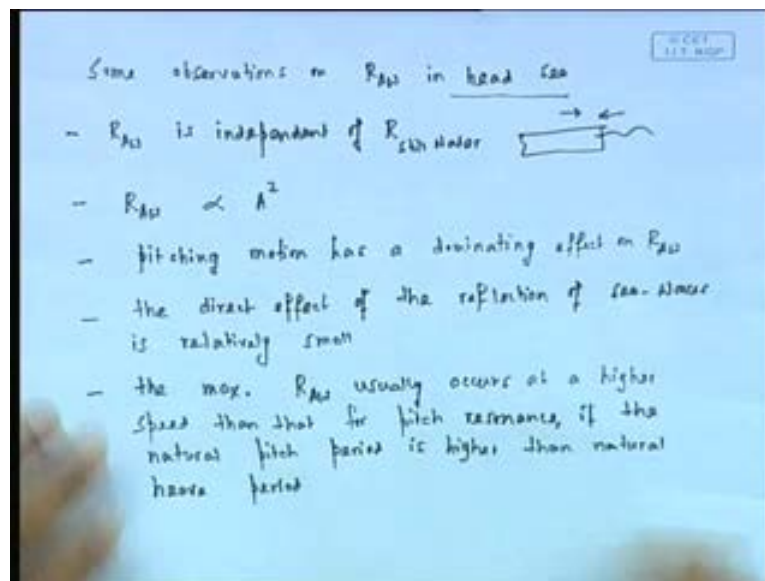 © CET
I.I.T. KGP
Some observations on R_AW in head sea
- R_AW is independent of R_still water
- R_AW ∝ A²
- pitching motion has a dominating effect on R_AW
- the direct effect of the reflection of sea-waves
is relatively small
- the max. R_AW usually occurs at a higher
speed than that for pitch resonance, if the
natural pitch period is higher than natural
heave period